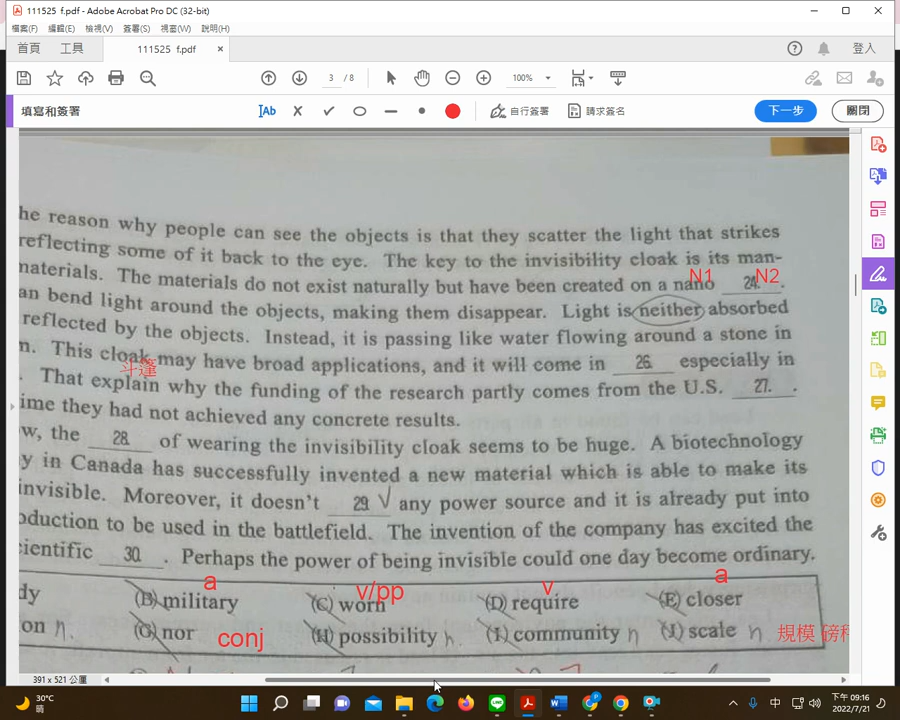 111525 f.pdf - Adobe Acrobat Pro DC (32-bit)
檔案(F) 編輯(E) 檢視(V) 簽署(S) 視窗(W) 說明(H)
首頁 工具 111525 f.pdf × 登入
3 / 8 100%
填寫和簽署 Ab 自行簽署 請求簽名 下一步 關閉
he reason why people can see the objects is that they scatter the light that strikes
reflecting some of it back to the eye. The key to the invisibility cloak is its man-
N1 N2
naterials. The materials do not exist naturally but have been created on a nano 24. .
an bend light around the objects, making them disappear. Light is neither absorbed
reflected by the objects. Instead, it is passing like water flowing around a stone in
n. This cloak may have broad applications, and it will come in 26. especially in
斗篷
. That explain why the funding of the research partly comes from the U.S. 27. .
ime they had not achieved any concrete results.
w, the 28. of wearing the invisibility cloak seems to be huge. A biotechnology
y in Canada has successfully invented a new material which is able to make its
invisible. Moreover, it doesn't 29. √ any power source and it is already put into
oduction to be used in the battlefield. The invention of the company has excited the
cientific 30. . Perhaps the power of being invisible could one day become ordinary.
a v/pp v a
dy (B) military (C) worn (D) require (E) closer
on n. (G) nor conj (H) possibility n. (I) community n (J) scale n. 規模 磅秤
391 x 521 公厘
30°C
晴
中 下午 09:16
2022/7/21